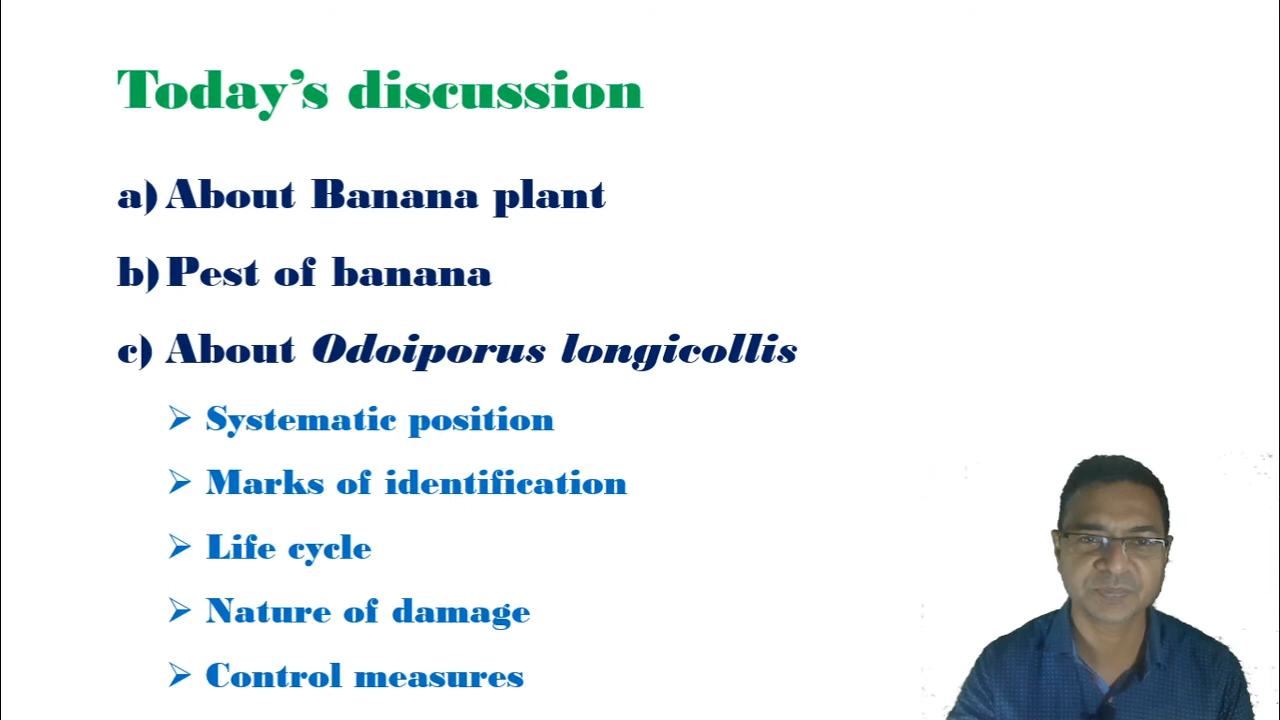 Today's discussion
a) About Banana plant
b) Pest of banana
c) About Odoiporus longicollis
➢ Systematic position
➢ Marks of identification
➢ Life cycle
➢ Nature of damage
➢ Control measures